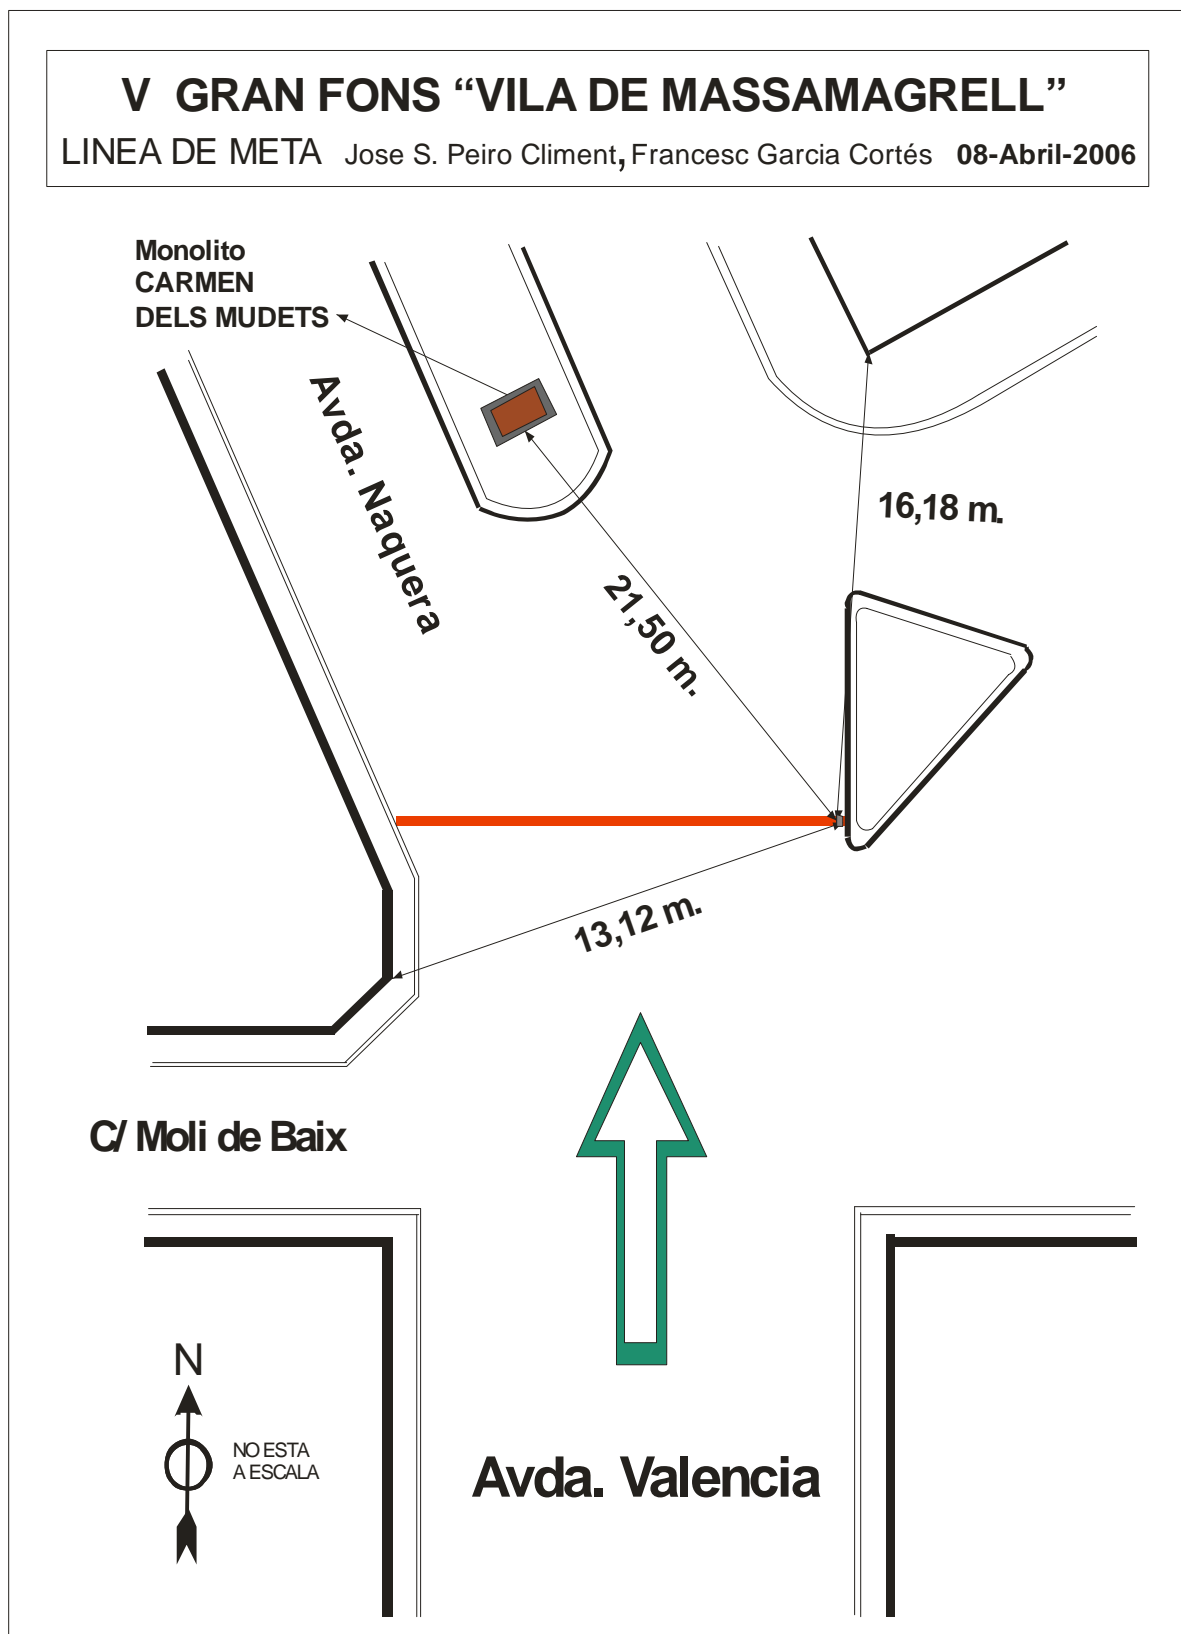 V GRAN FONS “VILA DE MASSAMAGRELL”
LINEA DE META Jose S. Peiro Climent, Francesc Garcia Cortés 08-Abril-2006
Monolito
CARMEN
DELS MUDETS
Avda. Naquera
16,18 m.
21,50 m.
13,12 m.
C/ Moli de Baix
N
NO ESTA
A ESCALA
Avda. Valencia